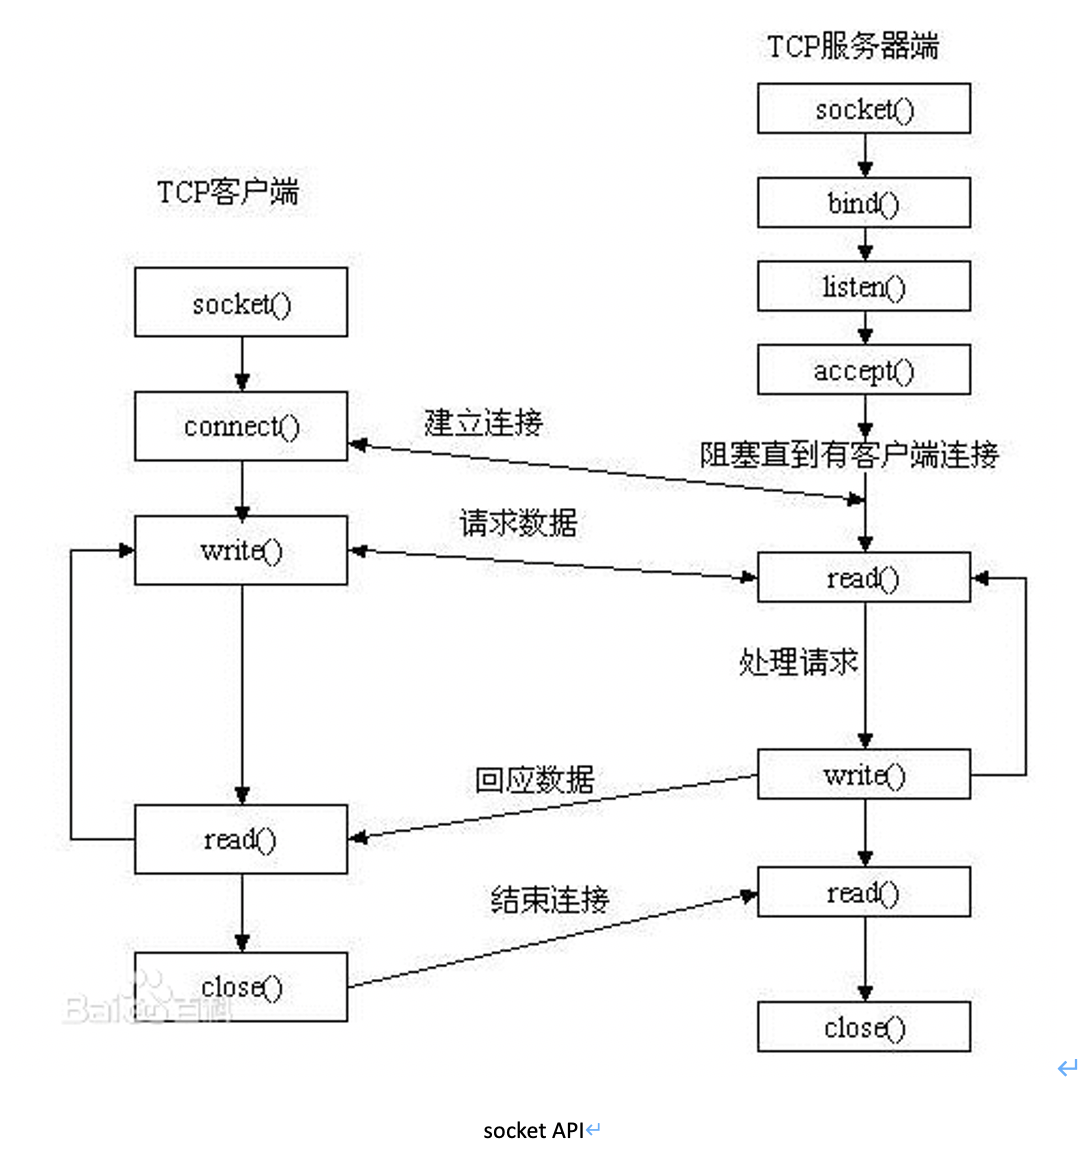 TCP服务器端
socket()
bind()
listen()
accept()
阻塞直到有客户端连接
read()
处理请求
write()
read()
close()
TCP客户端
socket()
connect()
write()
read()
close()
建立连接
请求数据
回应数据
结束连接
Baidu百科
socket API